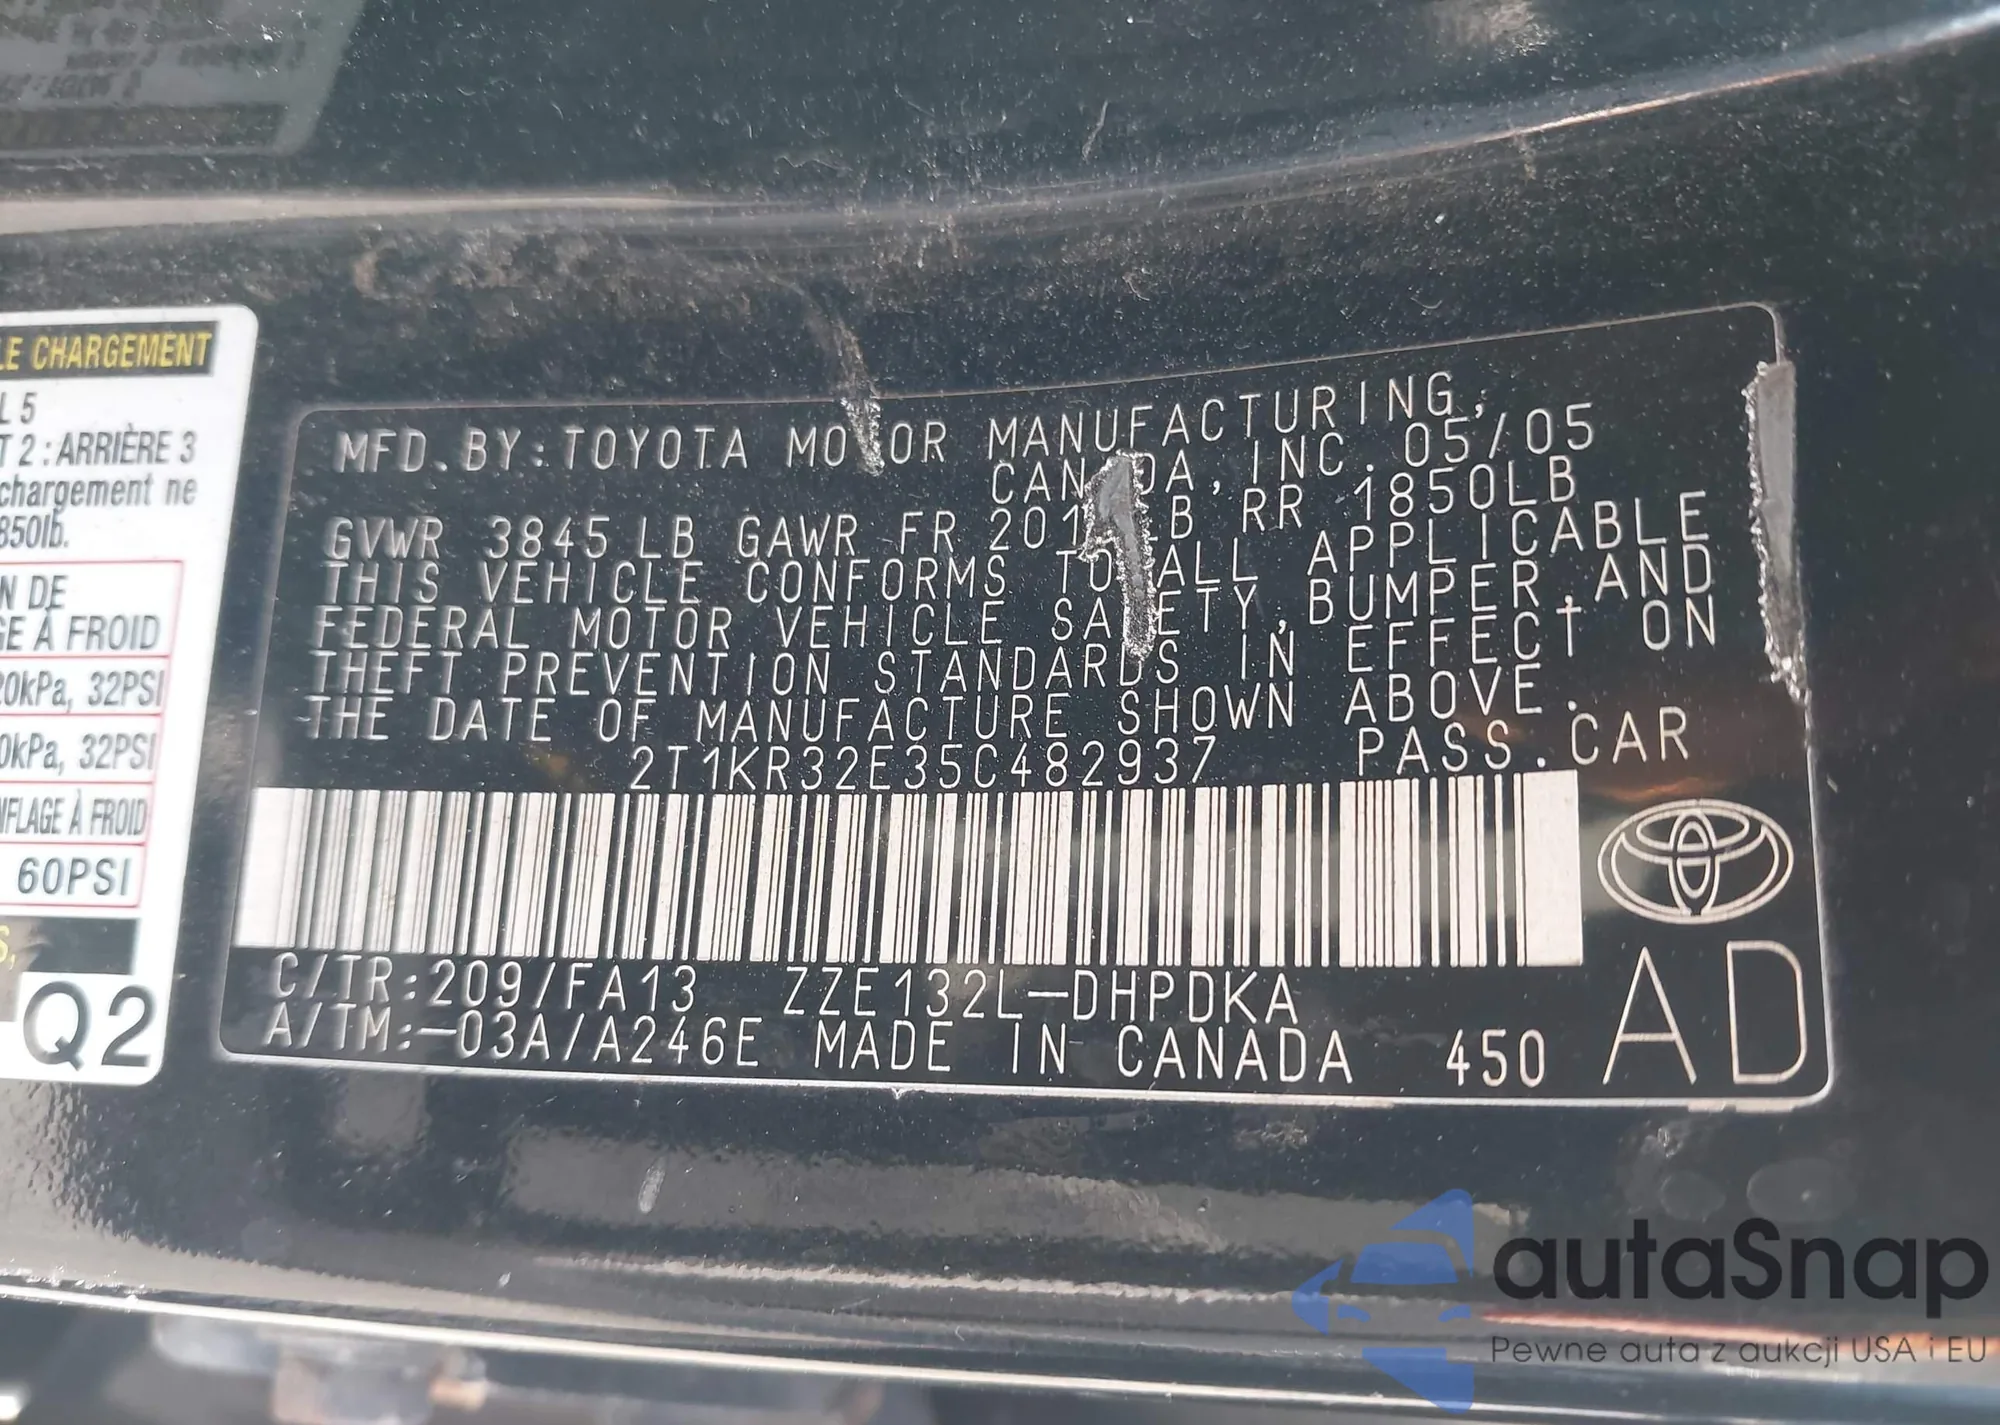 LE CHARGEMENT
L 5
T 2 : ARRIÈRE 3
chargement ne
850lb.
N DE
GE À FROID
20kPa, 32PSI
0kPa, 32PSI
NFLAGE À FROID
60PSI
S,
Q2
MFD. BY: TOYOTA MOTOR MANUFACTURING,
CANADA, INC. 05/05
GVWR 3845 LB GAWR FR LB RR 1850LB
THIS VEHICLE CONFORMS TO ALL APPLICABLE
FEDERAL MOTOR VEHICLE SAFETY, BUMPER, AND
THEFT PREVENTION STANDARDS IN EFFECT ON
THE DATE OF MANUFACTURE SHOWN ABOVE.
2T1KR32E35C482937 PASS. CAR
C/TR:209/FA13 ZZE132L-DHPDKA
A/TM:-03A/A246E MADE IN CANADA 450
AD
autaSnap
Pewne auta z aukcji USA i EU